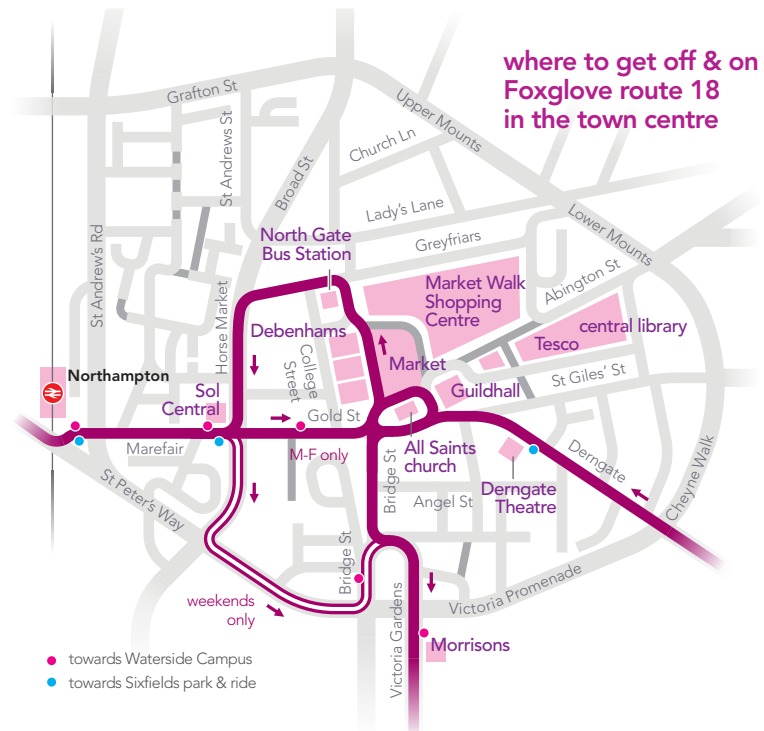 where to get off & on
Foxglove route 18
in the town centre
Grafton St
Upper Mounts
St Andrews St
Church Ln
Broad St
Lady's Lane
Lower Mounts
North Gate
Bus Station
Greyfriars
St Andrew's Rd
Horse Market
Market Walk
Shopping
Centre
Abington St
Debenhams
central library
Tesco
College
Street
Market
Northampton
Sol
Central
Guildhall
St Giles' St
Gold St
Marefair
M-F only
All Saints
church
Bridge St
Derngate
Derngate
Theatre
Cheyne Walk
St Peter's Way
Angel St
Bridge St
weekends
only
Victoria Promenade
Victoria Gardens
Morrisons
towards Waterside Campus
towards Sixfields park & ride